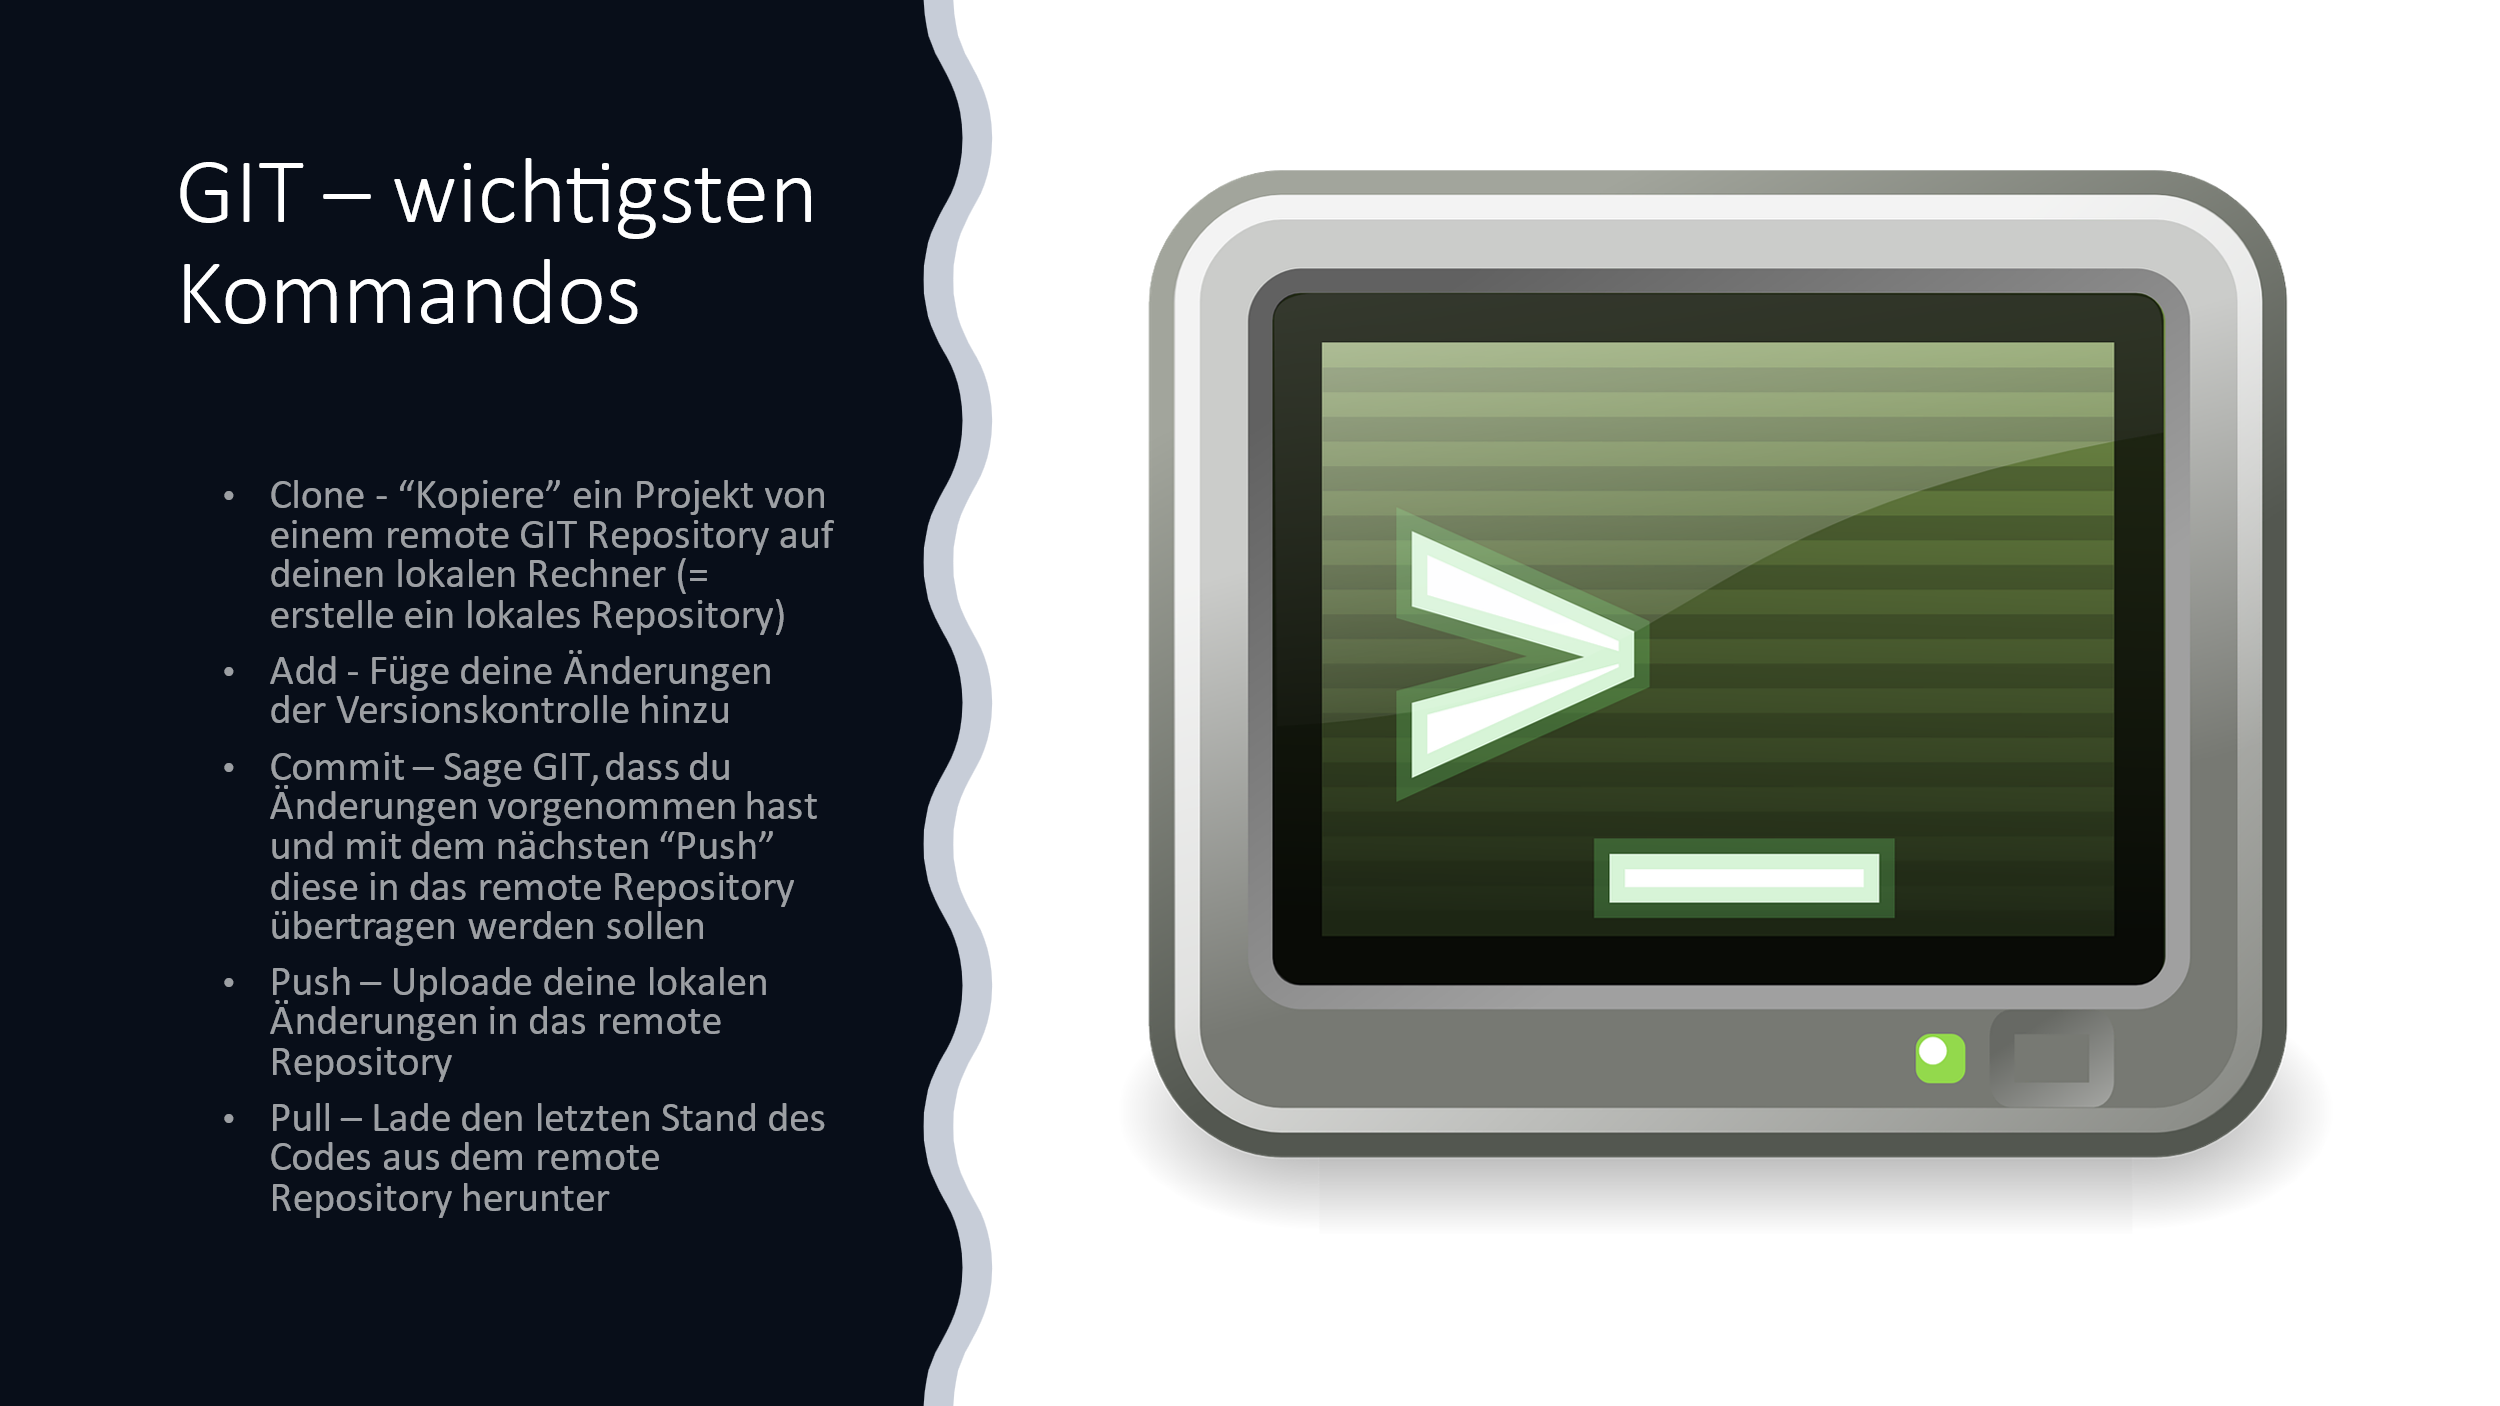 GIT – wichtigsten
Kommandos
• Clone - “Kopiere” ein Projekt von
einem remote GIT Repository auf
deinen lokalen Rechner (=
erstelle ein lokales Repository)
• Add - Füge deine Änderungen
der Versionskontrolle hinzu
• Commit – Sage GIT, dass du
Änderungen vorgenommen hast
und mit dem nächsten “Push”
diese in das remote Repository
übertragen werden sollen
• Push – Uploade deine lokalen
Änderungen in das remote
Repository
• Pull – Lade den letzten Stand des
Codes aus dem remote
Repository herunter